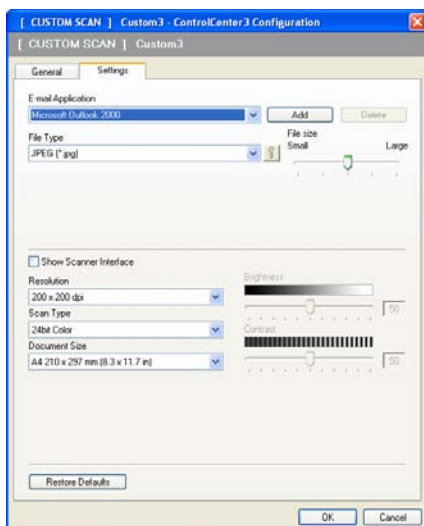 [ CUSTOM SCAN ] Custom3 - ControlCenter3 Configuration
[ CUSTOM SCAN ] Custom3
General Settings
E-mail Application
Microsoft Outlook 2000 Add Delete
File Type File size
JPEG (*.jpg) Small Large
Show Scanner Interface
Resolution Brightness
200 x 200 dpi 50
Scan Type
24bit Color Contrast
Document Size
A4 210 x 297 mm (8.3 x 11.7 in) 50
Restore Defaults
OK Cancel